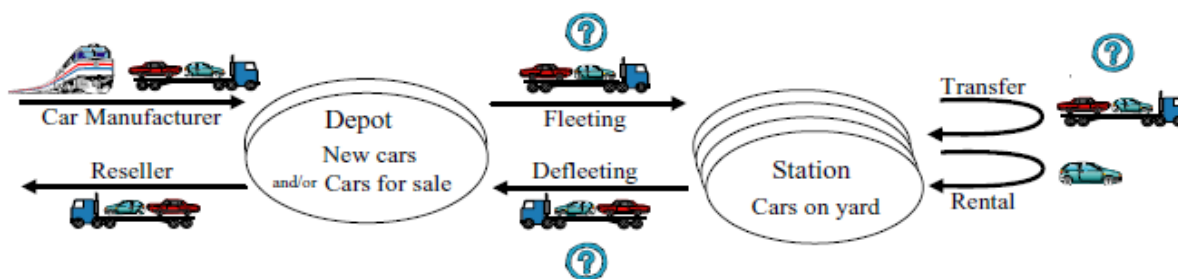 Car Manufacturer
Reseller
Depot
New cars
and/or Cars for sale
?
Fleeting
Defleeting
?
Station
Cars on yard
?
Transfer
Rental